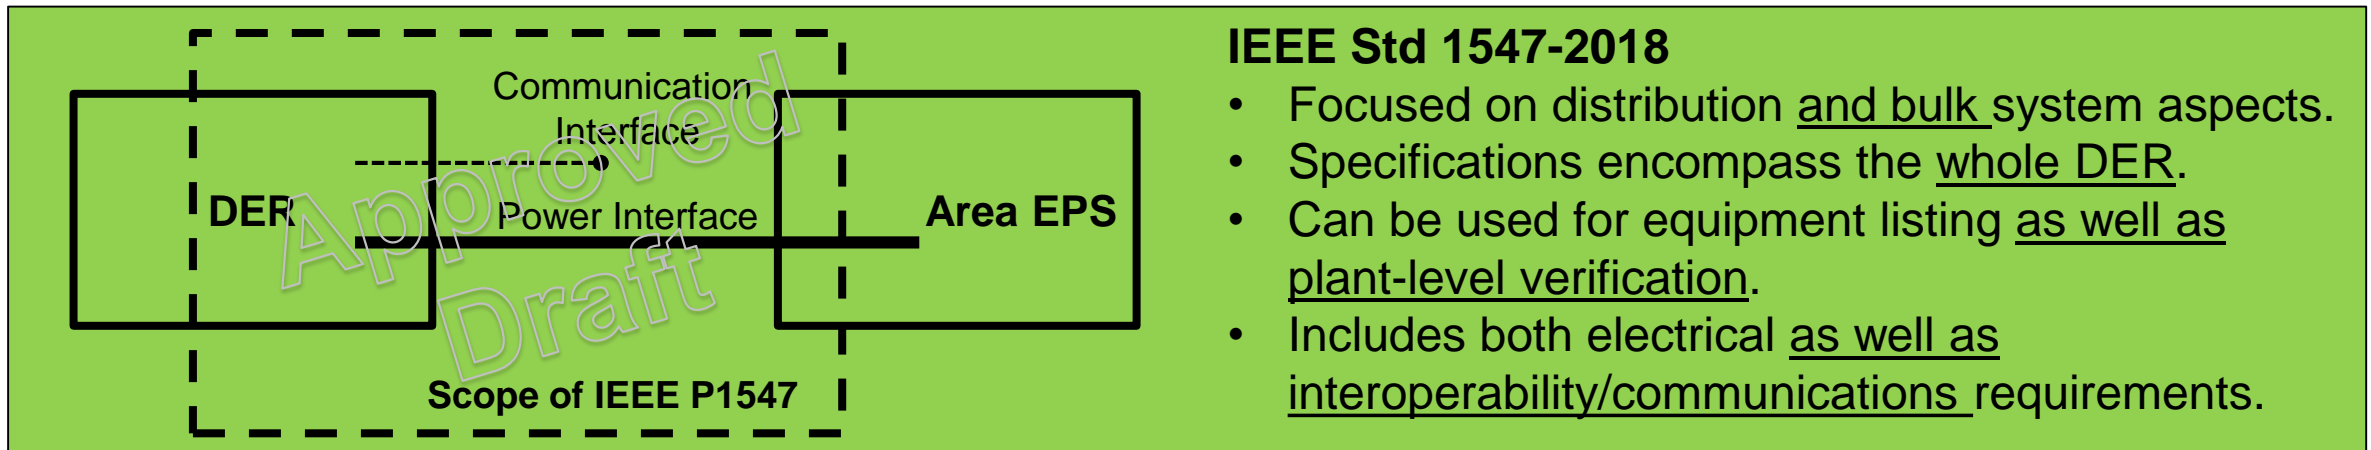 Communication
Interface
DER
Power Interface
Area EPS
Approved
Draft
Scope of IEEE P1547
IEEE Std 1547-2018
• Focused on distribution and bulk system aspects.
• Specifications encompass the whole DER.
• Can be used for equipment listing as well as
plant-level verification.
• Includes both electrical as well as
interoperability/communications requirements.